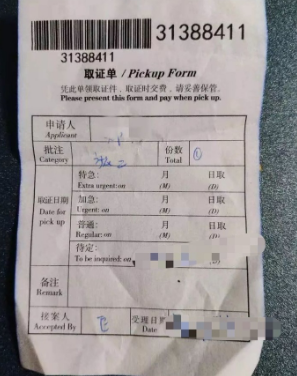 31388411
31388411
取证单 / Pickup Form
凭此单领取证件，取证时交费，请妥善保管。
Please present this form and pay when pick up.
申请人
Applicant
批注 份数 ①
Category Total
特急: 月 日取
Extra urgent: on (M) (D)
取证日期 加急: 月 日取
Date for Urgent: on (M) (D)
pick up 普通: 月 日取
Regular: on (M) (D)
待定:
To be inquired: on
备注
Remark
接案人 受理日期
Accepted By Date